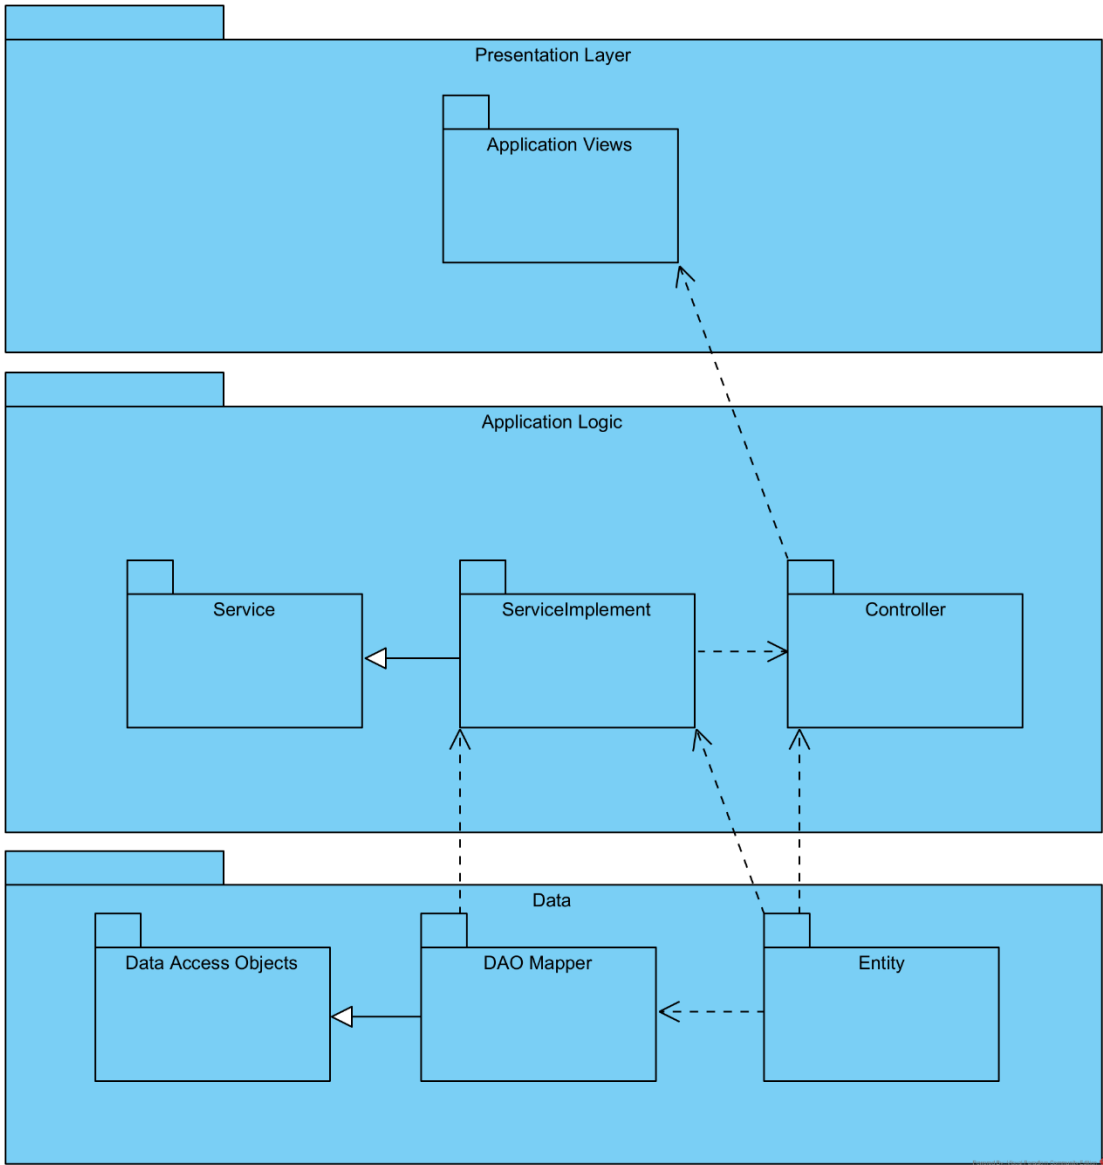 Presentation Layer
Application Views
Application Logic
Service
ServiceImplement
Controller
Data
Data Access Objects
DAO Mapper
Entity